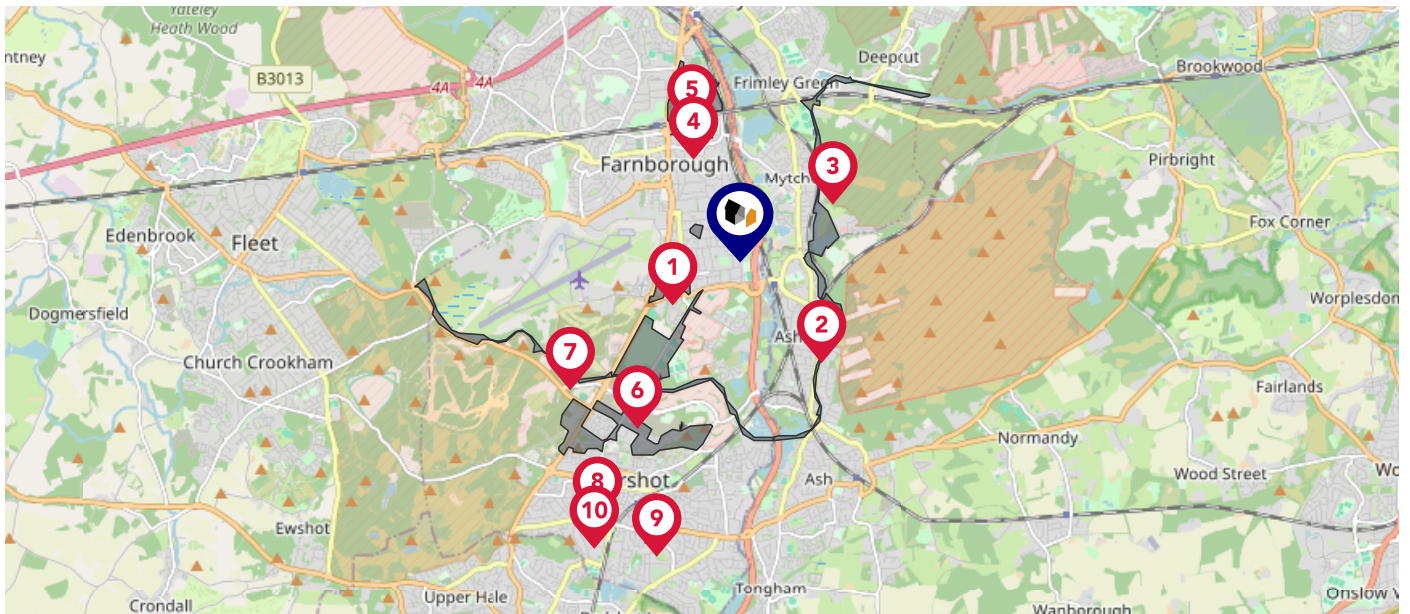 Yateley
Heath Wood
ntney
B3013
4A
4A
Deepcut
Brookwood
Frimley Green
5
4
Farnborough
3
Mytch
Pirbright
Fox Corner
Edenbrook
Fleet
1
Worplesdon
Dogmersfield
2
Ash
Church Crookham
7
6
Fairlands
Normandy
Wood Street
Wo
8
rshot
Ash
10
9
Ewshot
Tongham
Upper Hale
Crondall
Wanborough
Onslow V